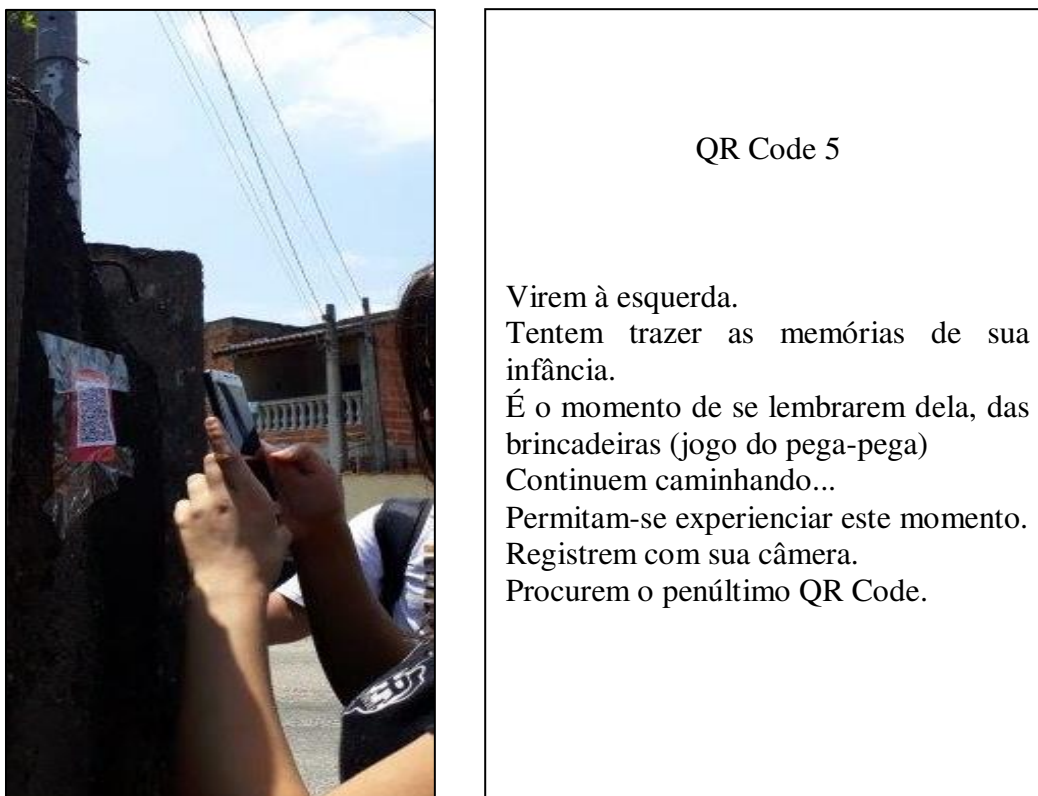 QR Code 5
Virem à esquerda.
Tentem trazer as memórias de sua
infância.
É o momento de se lembrarem dela, das
brincadeiras (jogo do pega-pega)
Continuem caminhando...
Permitam-se experienciar este momento.
Registrem com sua câmera.
Procurem o penúltimo QR Code.